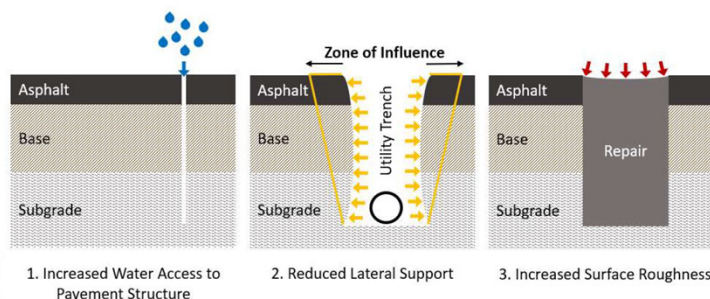 Asphalt
Base
Subgrade
1. Increased Water Access to
Pavement Structure
Zone of Influence
Asphalt
Base
Subgrade
Utility Trench
2. Reduced Lateral Support
Asphalt
Base
Subgrade
Repair
3. Increased Surface Roughness